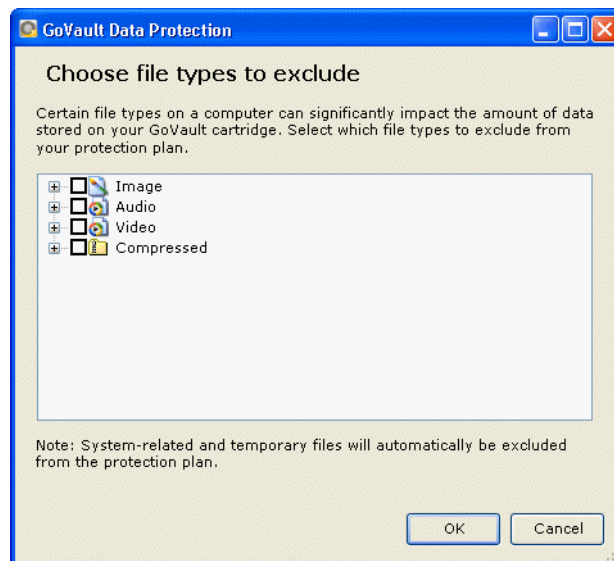 GoVault Data Protection
Choose file types to exclude
Certain file types on a computer can significantly impact the amount of data
stored on your GoVault cartridge. Select which file types to exclude from
your protection plan.
Image
Audio
Video
Compressed
Note: System-related and temporary files will automatically be excluded
from the protection plan.
OK Cancel